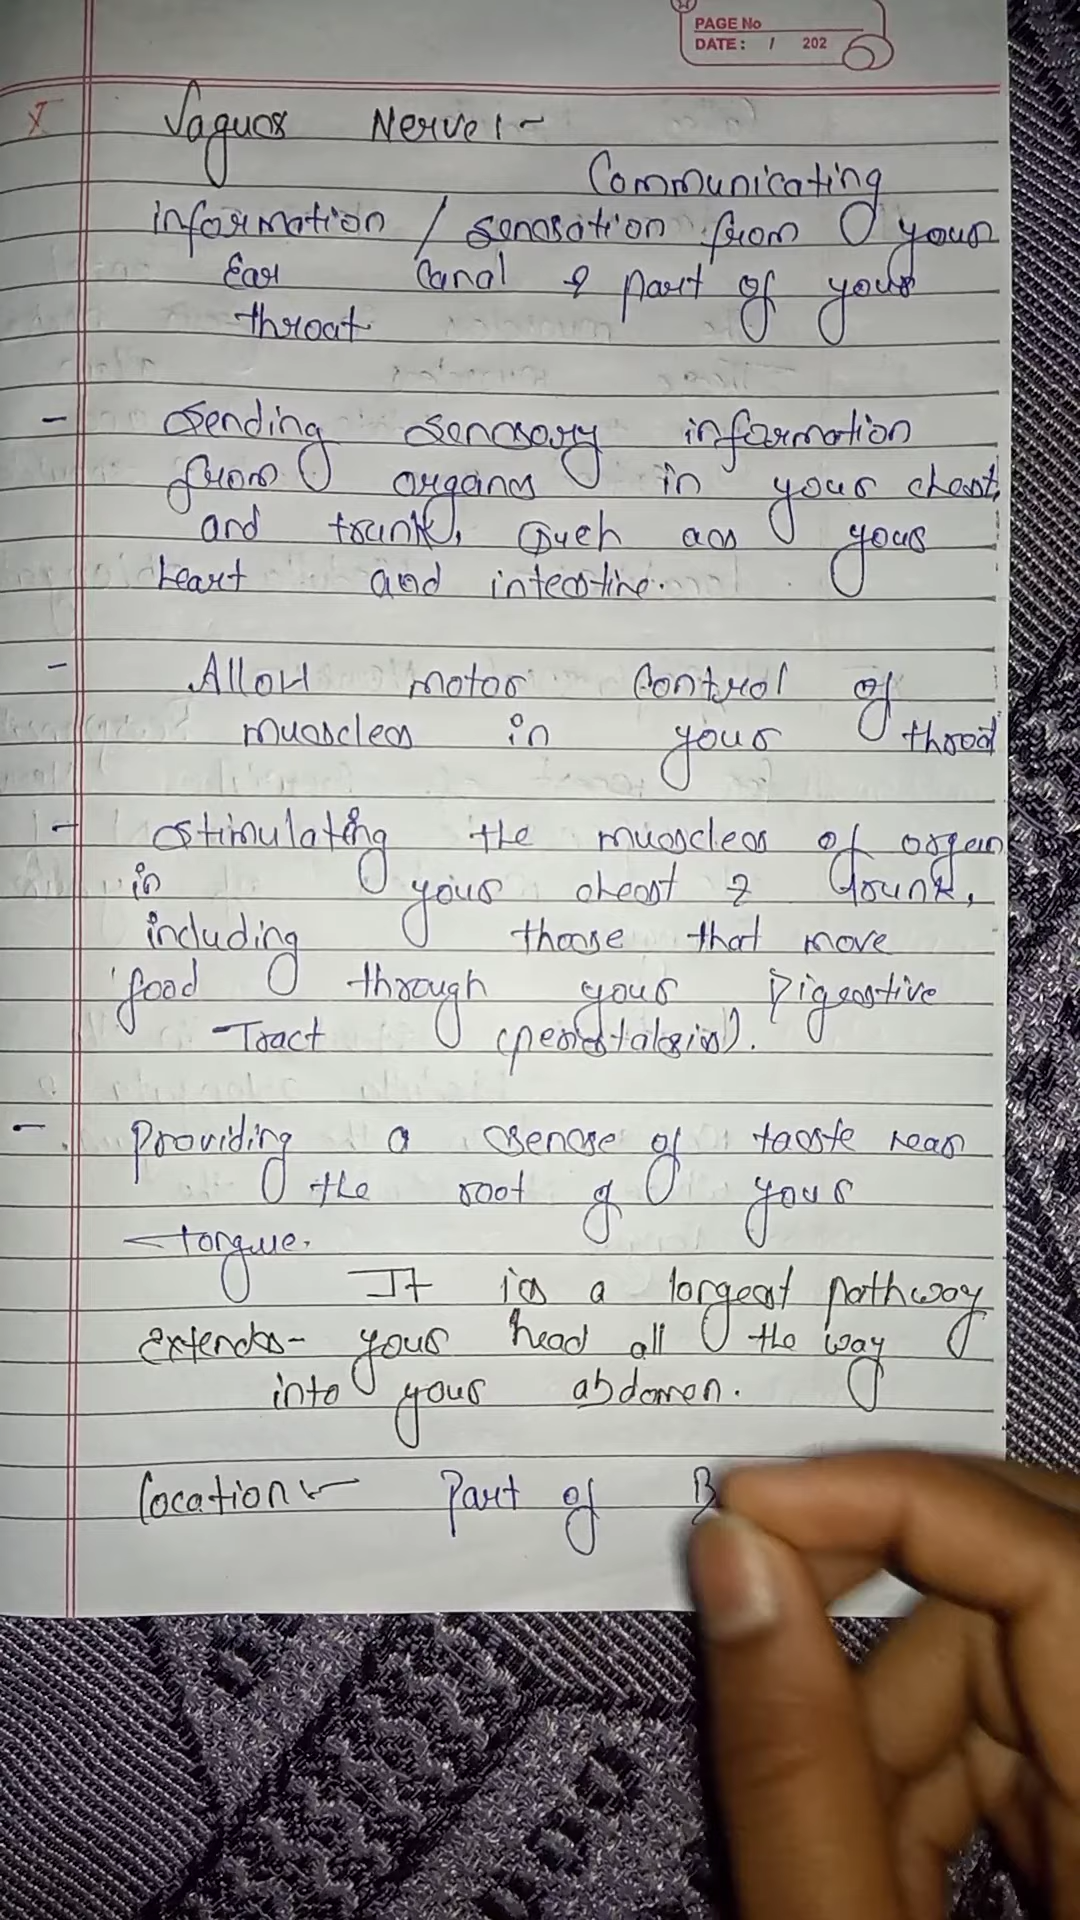 PAGE No
DATE: / 202
X Vagus Nerve:-
Communicating
information / sensation from your
Ear Canal & part of your
throat
- Sending sensory information
from organs in your chest,
and trunk, such as your
heart and intestine.
- Allow motor control of
muscles in your throat
- stimulating the muscles of organ
in your chest & trunk,
including those that move
food through your Digestive
Tract (peristalsis).
- Providing a sense of taste near
the root of your
tongue.
It is a largest pathway
extends- your head all the way
into your abdomen.
Location:- Part of